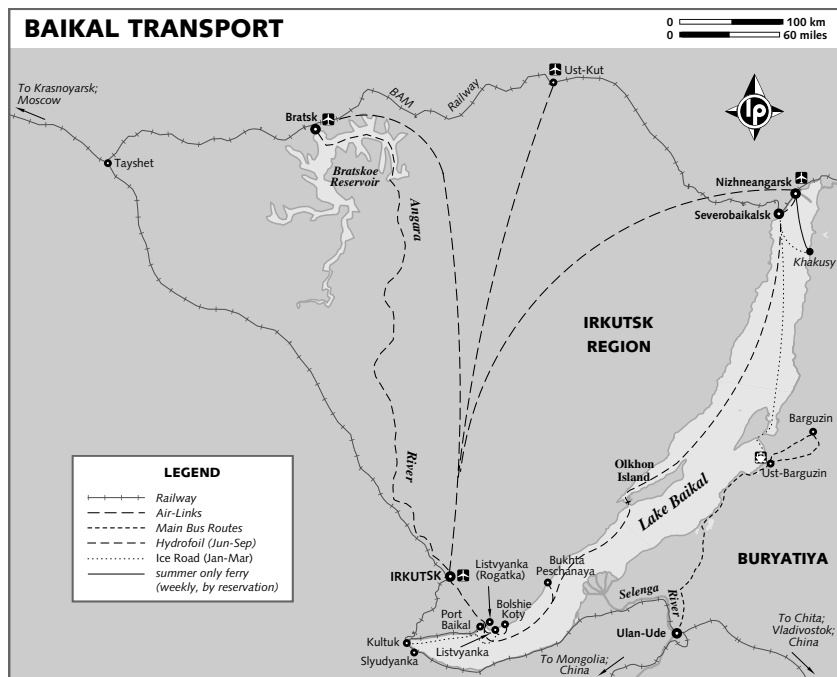 BAIKAL TRANSPORT
0 100 km
0 60 miles
To Krasnoyarsk;
Moscow
Ust-Kut
BAM Railway
Bratsk
lp
Tayshet
Bratskoe
Reservoir
Nizhneangarsk
Severobaikalsk
Angara
Khakusy
IRKUTSK
REGION
Barguzin
River
Olkhon
Island
Ust-Barguzin
Lake Baikal
LEGEND
Railway
Air-Links
Main Bus Routes
Hydrofoil (Jun-Sep)
Ice Road (Jan-Mar)
summer only ferry
(weekly, by reservation)
BURYATIYA
IRKUTSK
Listvyanka
(Rogatka)
Bukhta
Peschanaya
Selenga
River
Port
Baikal
Bolshie
Koty
Kultuk
Slyudyanka
Listvyanka
Ulan-Ude
To Chita;
Vladivostok;
China
To Mongolia;
China